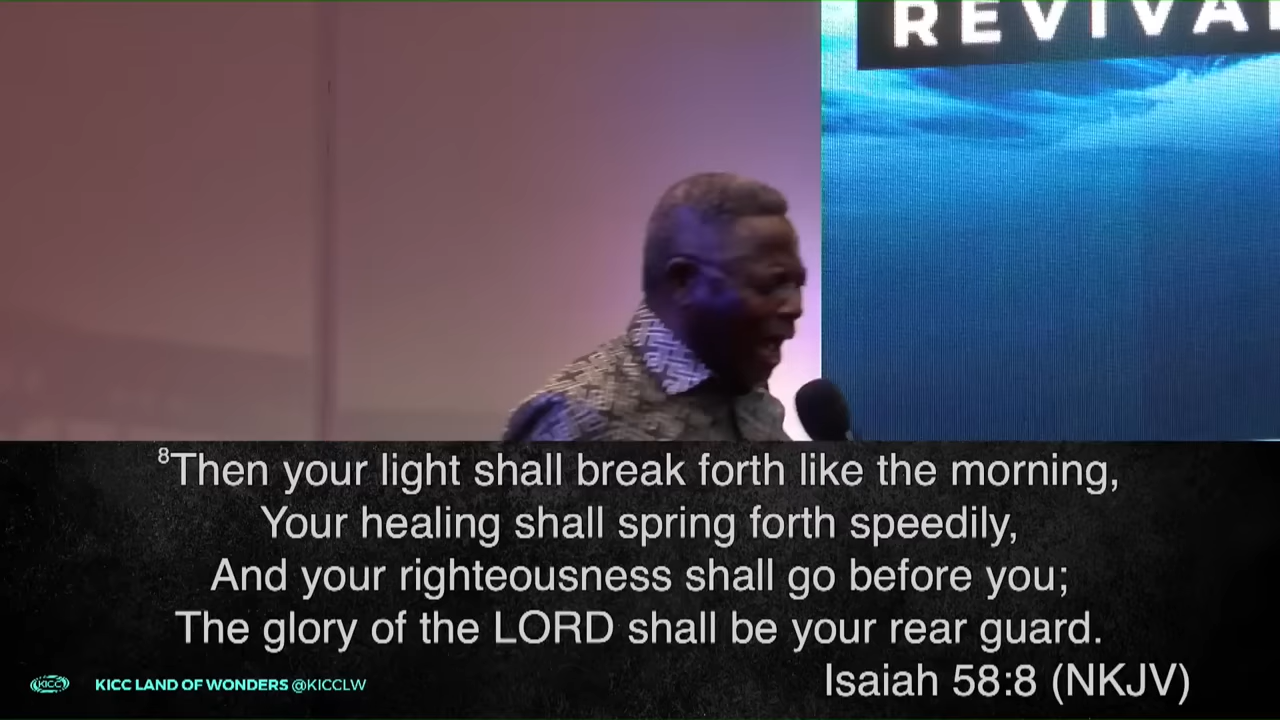 REVIVAL
⁸Then your light shall break forth like the morning,
Your healing shall spring forth speedily,
And your righteousness shall go before you;
The glory of the LORD shall be your rear guard.
Isaiah 58:8 (NKJV)
KICC
KICC LAND OF WONDERS @KICCLW